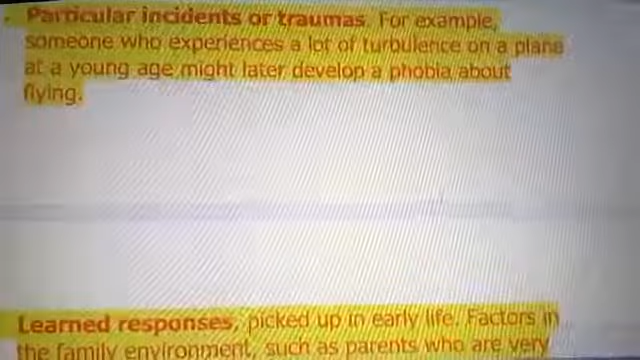 Particular incidents or traumas. For example,
someone who experiences a lot of turbulence on a plane
at a young age might later develop a phobia about
flying.
Learned responses, picked up in early life. Factors in
the family environment, such as parents who are very